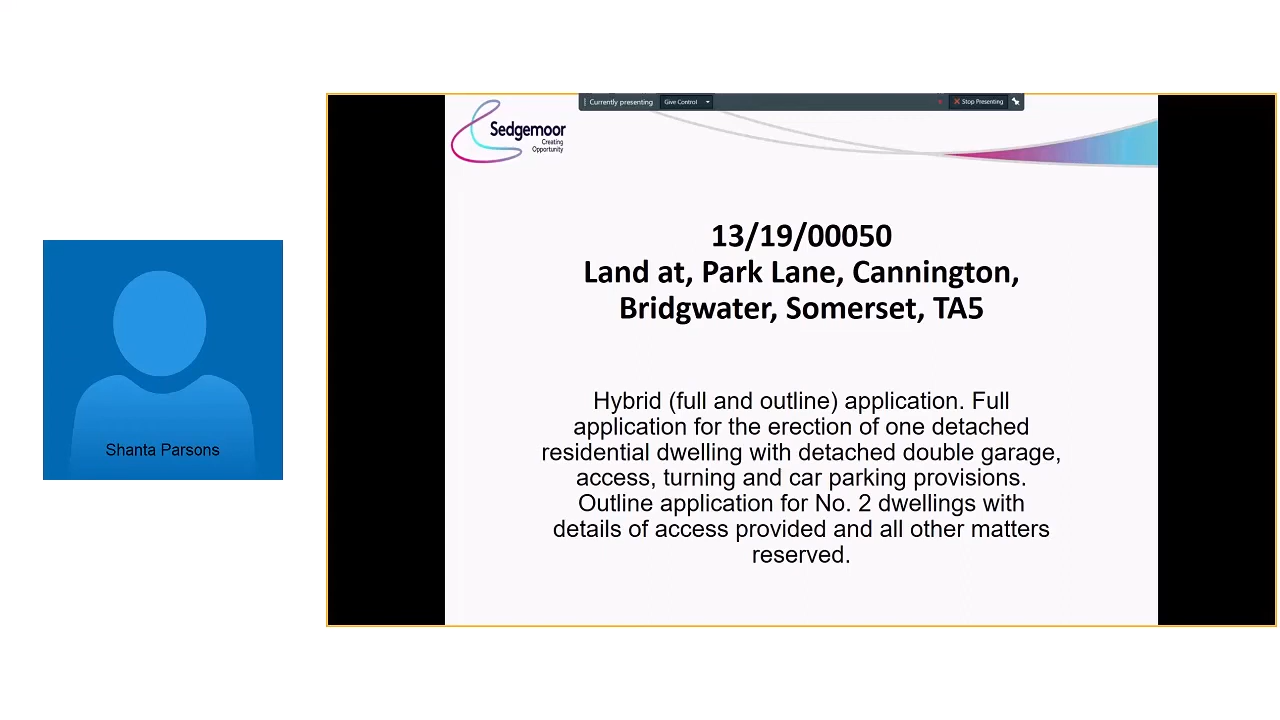 Currently presenting
Give Control
Stop Presenting
Sedgemoor
Creating
Opportunity
13/19/00050
Land at, Park Lane, Cannington,
Bridgwater, Somerset, TA5
Hybrid (full and outline) application. Full
application for the erection of one detached
residential dwelling with detached double garage,
access, turning and car parking provisions.
Outline application for No. 2 dwellings with
details of access provided and all other matters
reserved.
Shanta Parsons